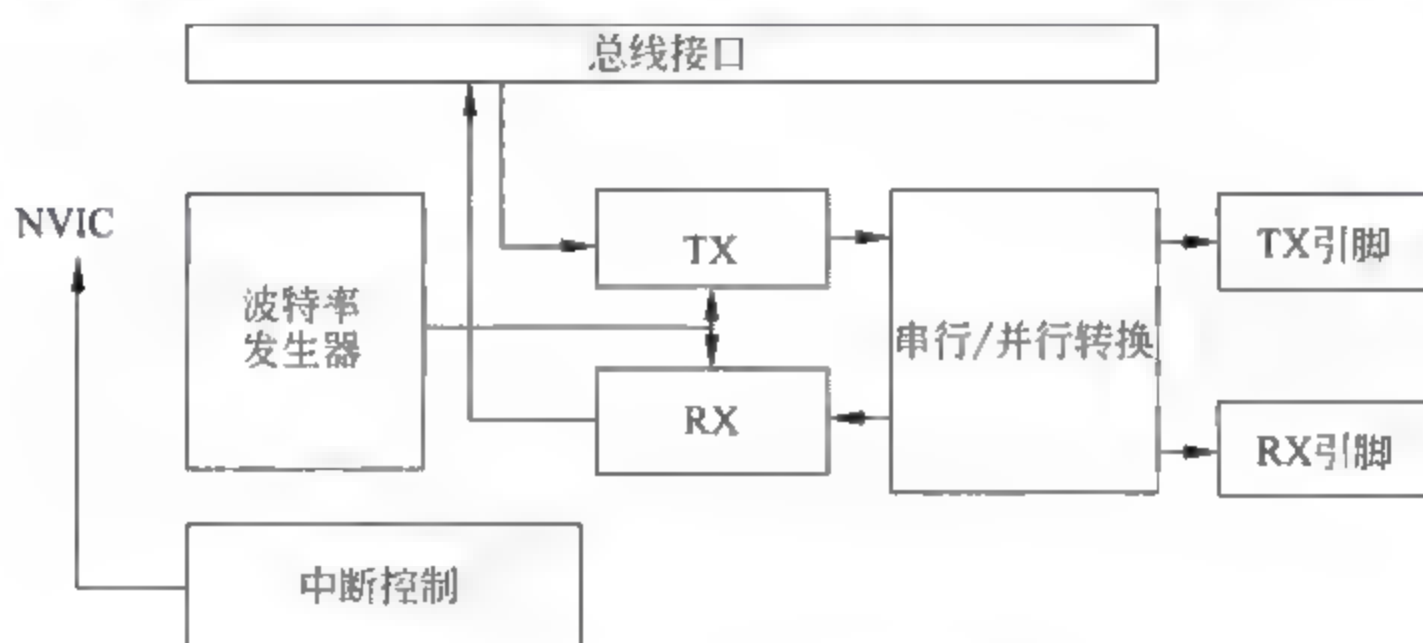 总线接口
NVIC
波特率
发生器
TX
RX
串行/并行转换
TX引脚
RX引脚
中断控制